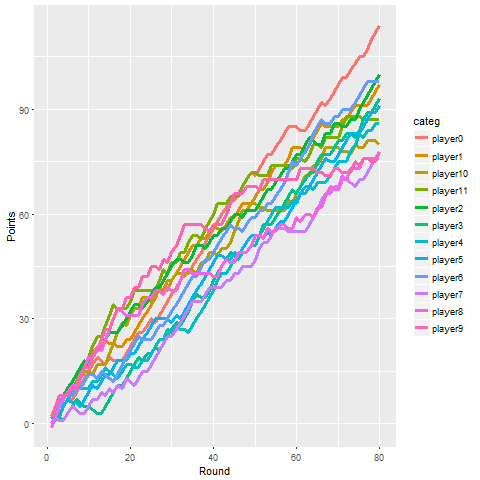 90
60
30
0
Points
0
20
40
60
80
Round
categ
player0
player1
player10
player11
player2
player3
player4
player5
player6
player7
player8
player9